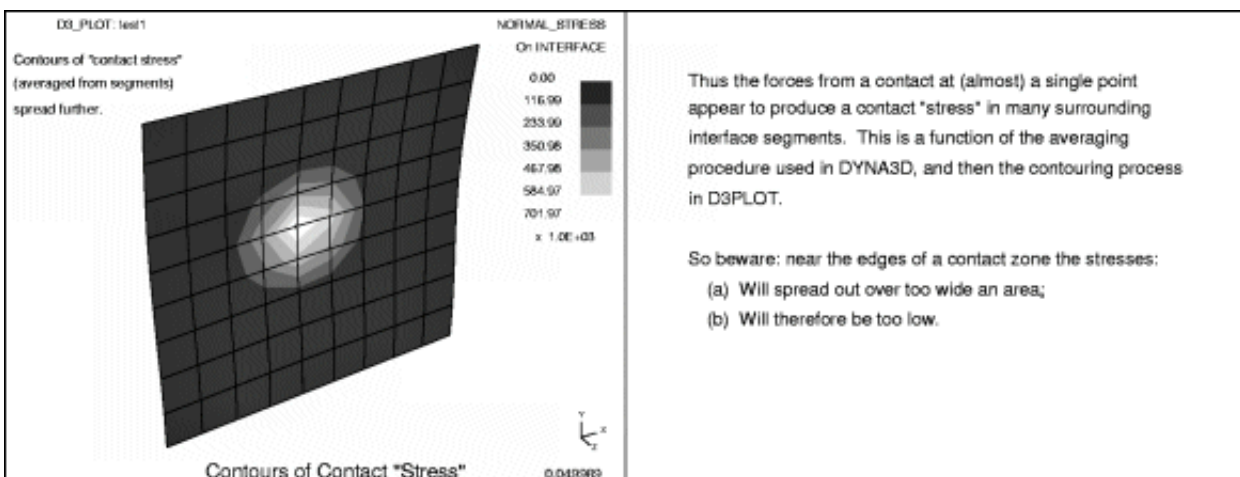 D3_PLOT: test1
Contours of "contact stress"
(averaged from segments)
spread further.
NORMAL_STRESS
On INTERFACE
0.00
116.99
233.99
350.98
467.98
584.97
701.97
x 1.0E+03
Y
X
Z
Contours of Contact "Stress"
0.049989
Thus the forces from a contact at (almost) a single point
appear to produce a contact "stress" in many surrounding
interface segments. This is a function of the averaging
procedure used in DYNA3D, and then the contouring process
in D3PLOT.
So beware: near the edges of a contact zone the stresses:
(a) Will spread out over too wide an area;
(b) Will therefore be too low.